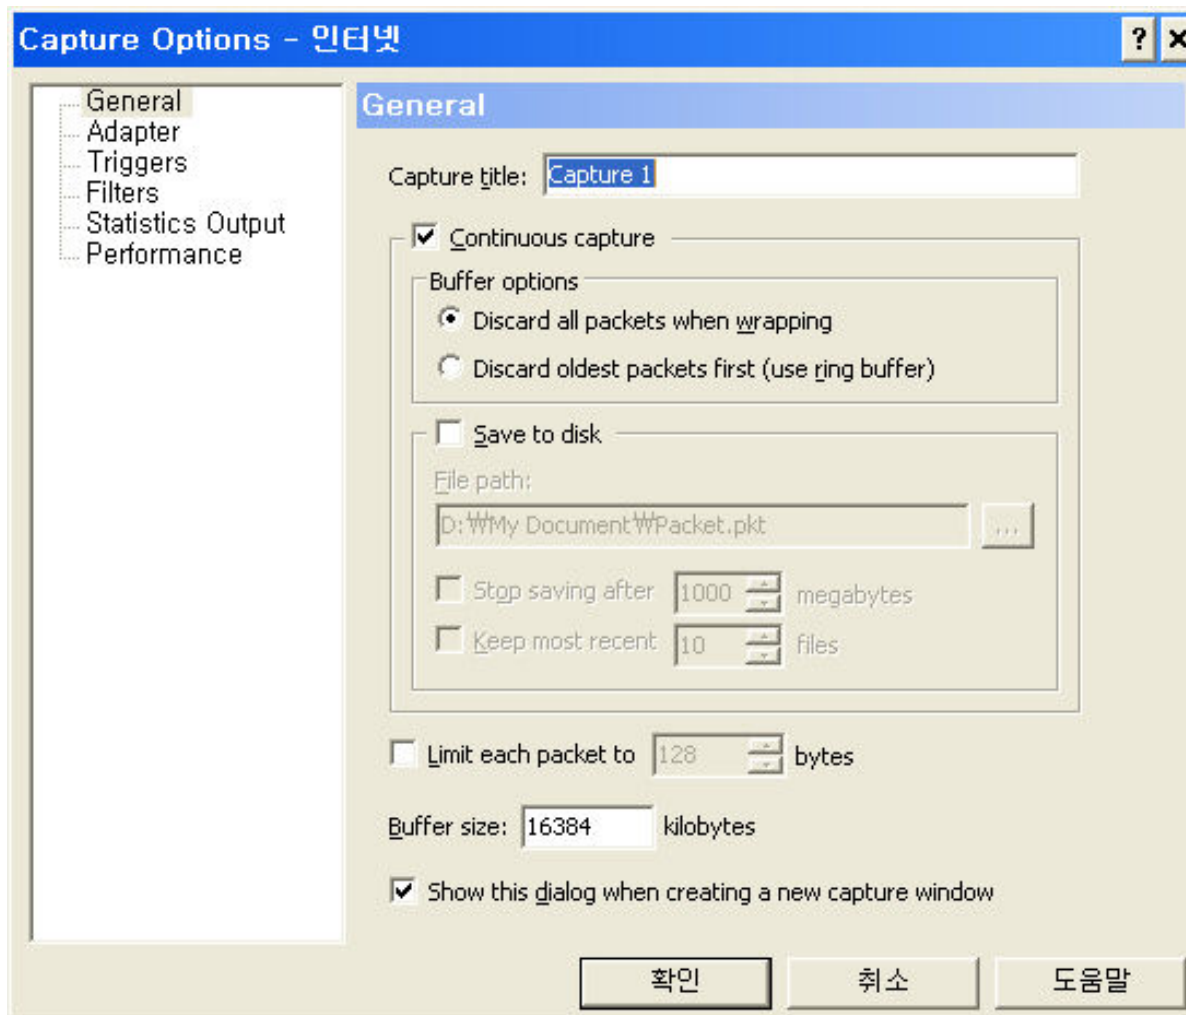 Capture Options - 인터넷
General
Adapter
Triggers
Filters
Statistics Output
Performance
General
Capture title: Capture 1
Continuous capture
Buffer options
Discard all packets when wrapping
Discard oldest packets first (use ring buffer)
Save to disk
File path:
D:₩My Document₩Packet.pkt ...
Stop saving after 1000 megabytes
Keep most recent 10 files
Limit each packet to 128 bytes
Buffer size: 16384 kilobytes
Show this dialog when creating a new capture window
확인 취소 도움말